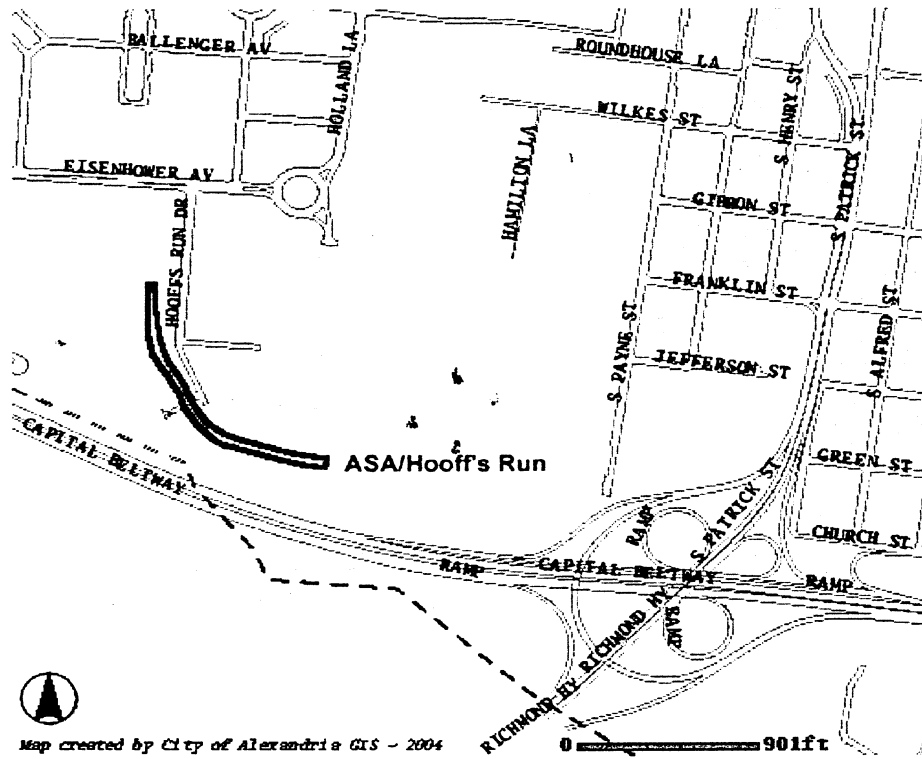 BALLENGER AV
HOLLAND LA
ROUNDHOUSE LA
WILKES ST
S HENRY ST
S PATRICK ST
EISENHOWER AV
HAMILTON LA
GIBBON ST
HOOFFS RUN DR
FRANKLIN ST
S ALFRED ST
S PAYNE ST
JEFFERSON ST
CAPITAL BELTWAY
ASA/Hooff's Run
GREEN ST
S PATRICK ST
RAMP
CHURCH ST
RAMP
CAPITAL BELTWAY
RAMP
RAMP
RICHMOND HY
RICHMOND HY
Map created by City of Alexandria GIS - 2004
0 901ft